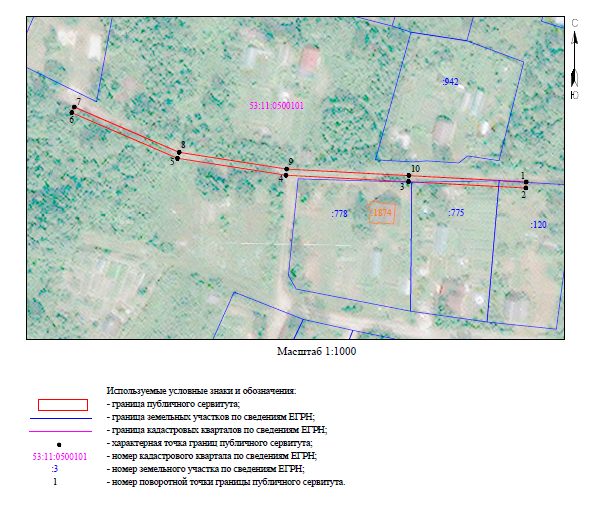 С
Ю
:942
53:11:0500101
7
6
8
5
9
4
10
3
1
2
:778
:1874
:775
:120
Масштаб 1:1000
Используемые условные знаки и обозначения:
- граница публичного сервитута;
- граница земельных участков по сведениям ЕГРН;
- граница кадастровых кварталов по сведениям ЕГРН;
- характерная точка границ публичного сервитута;
53:11:0500101 - номер кадастрового квартала по сведениям ЕГРН;
:3 - номер земельного участка по сведениям ЕГРН;
1 - номер поворотной точки границы публичного сервитута.